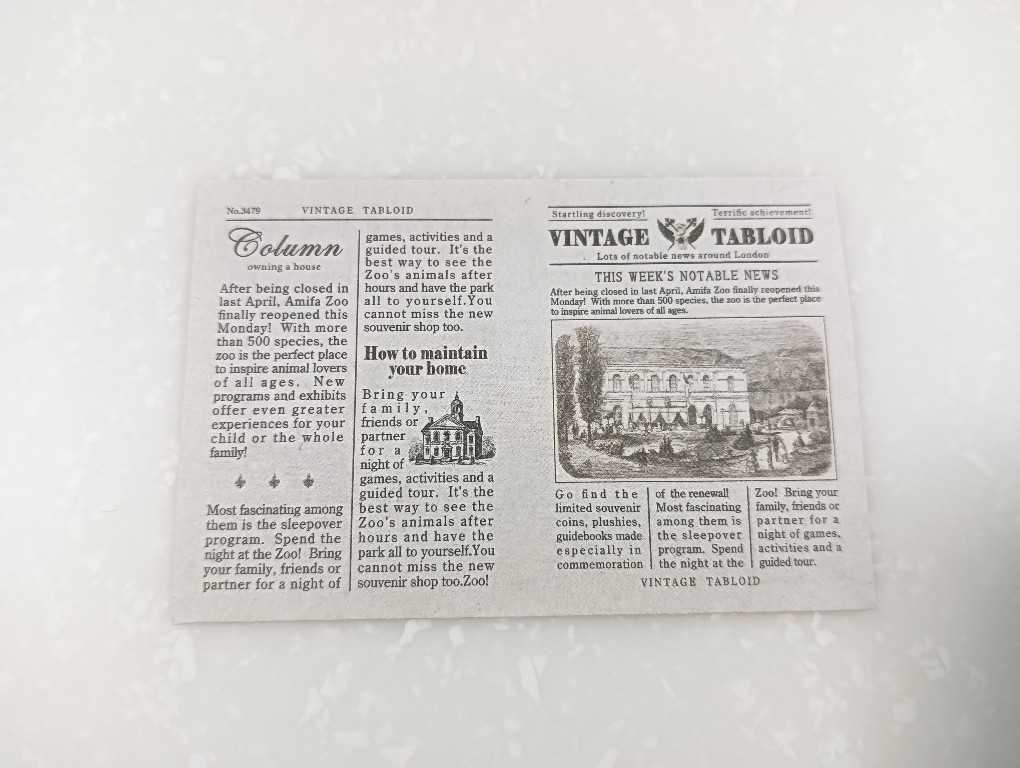 No.3479
VINTAGE TABLOID
Column
owning a house
After being closed in
last April, Amifa Zoo
finally reopened this
Monday! With more
than 500 species, the
zoo is the perfect place
to inspire animal lovers
of all ages. New
programs and exhibits
offer even greater
experiences for your
child or the whole
family!
Most fascinating among
them is the sleepover
program. Spend the
night at the Zoo! Bring
your family, friends or
partner for a night of
games, activities and a
guided tour. It's the
best way to see the
Zoo's animals after
hours and have the park
all to yourself.You
cannot miss the new
souvenir shop too.
How to maintain
your home
Bring your
family,
friends or
partner
for a
night of
games, activities and a
guided tour. It's the
best way to see the
Zoo's animals after
hours and have the
park all to yourself.You
cannot miss the new
souvenir shop too.Zoo!
Startling discovery!
Terrific achievement!
VINTAGE TABLOID
Lots of notable news around London
THIS WEEK'S NOTABLE NEWS
After being closed in last April, Amifa Zoo finally reopened this
Monday! With more than 500 species, the zoo is the perfect place
to inspire animal lovers of all ages.
Go find the
limited souvenir
coins, plushies,
guidebooks made
especially in
commemoration
of the renewall
Most fascinating
among them is
the sleepover
program. Spend
the night at the
Zoo! Bring your
family, friends or
partner for a
night of games,
activities and a
guided tour.
VINTAGE TABLOID